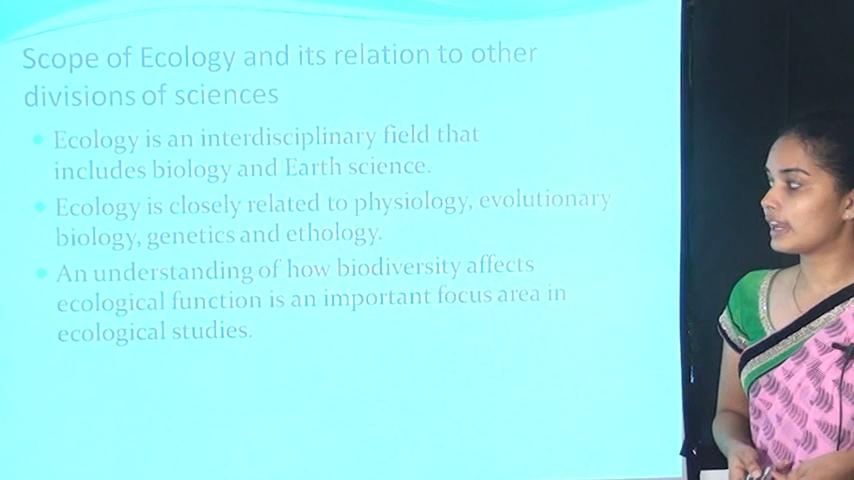 Scope of Ecology and its relation to other
divisions of sciences
Ecology is an interdisciplinary field that
includes biology and Earth science.
Ecology is closely related to physiology, evolutionary
biology, genetics and ethology.
An understanding of how biodiversity affects
ecological function is an important focus area in
ecological studies.